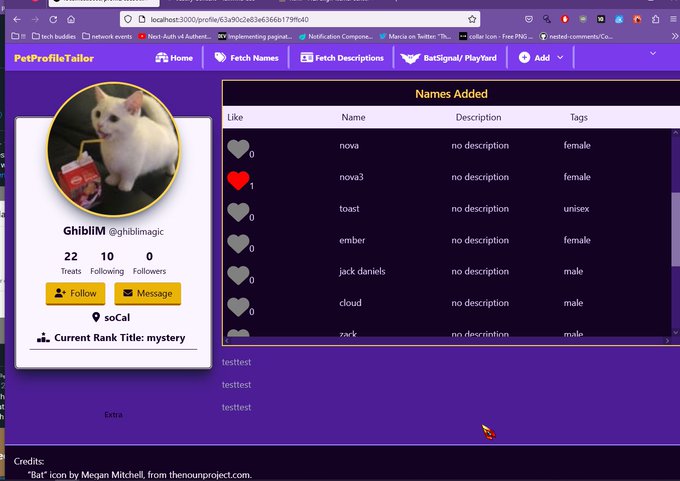 localhost:3000/profile/63a90c2e83e6366b179ffc40
!!
tech buddies
network events
Next-Auth v4 Authenti...
DEV
Implementing paginat...
Notification Compone...
Marcia on Twitter: "Th...
collar Icon - Free PNG ...
nested-comments/Co...
PetProfileTailor
Home
Fetch Names
Fetch Descriptions
BatSignal/ PlayYard
Add
Names Added
Like Name Description Tags
0 nova no description female
1 nova3 no description female
0 toast no description unisex
0 ember no description female
0 jack daniels no description male
0 cloud no description male
zack no description male
GhibliM @ghiblimagic
22 10 0
Treats Following Followers
Follow Message
soCal
Current Rank Title: mystery
testtest
testtest
testtest
Extra
Credits:
"Bat" icon by Megan Mitchell, from thenounproject.com.